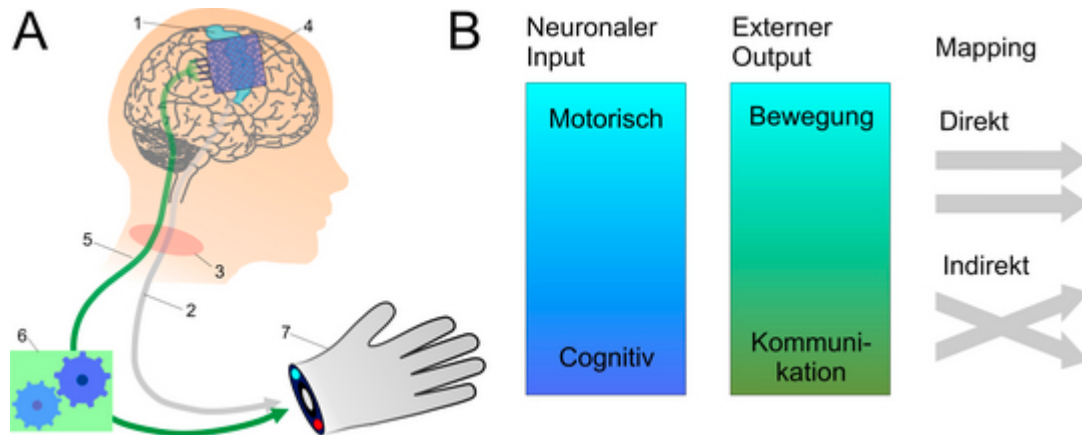 A
1
4
5
3
2
6
7
B
Neuronaler
Input
Externer
Output
Mapping
Motorisch
Bewegung
Direkt
Indirekt
Cognitiv
Kommuni-
kation